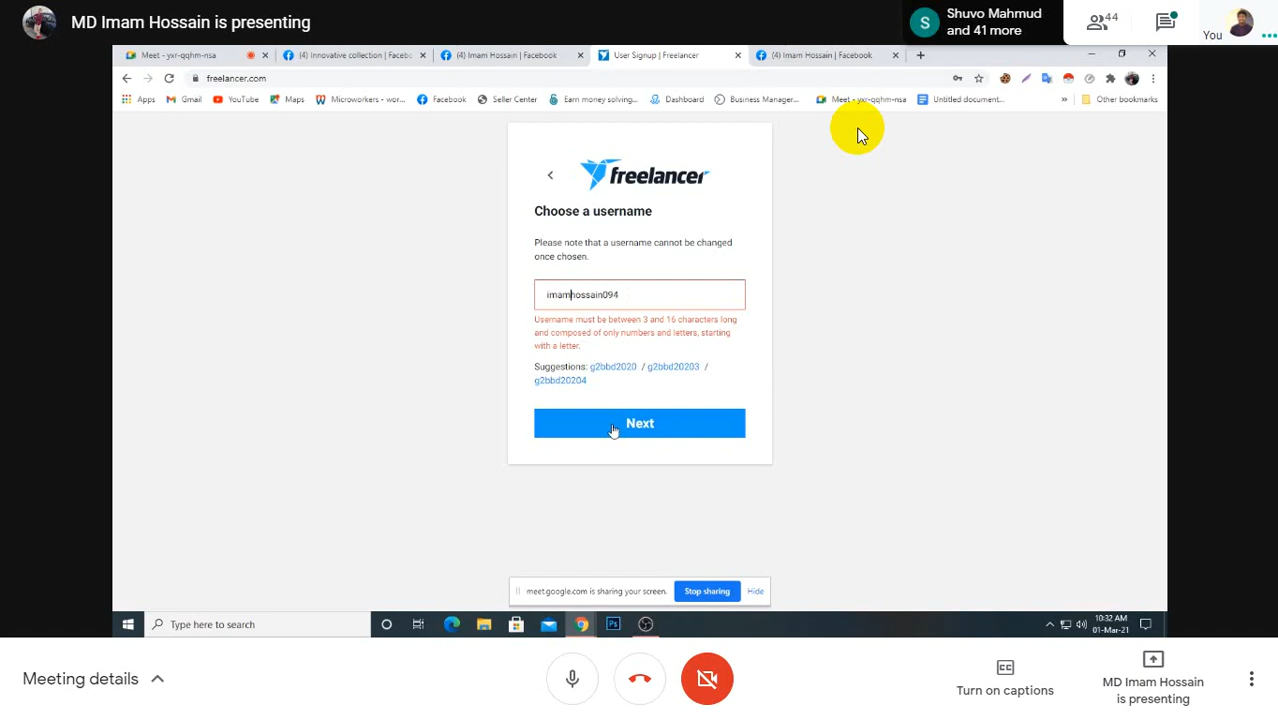 MD Imam Hossain is presenting
S
Shuvo Mahmud
and 41 more
44
You
Meet - yxr-qqhm-nsa
(4) Innovative collection | Facebo
(4) Imam Hossain | Facebook
User Signup | Freelancer
(4) Imam Hossain | Facebook
freelancer.com
Apps
Gmail
YouTube
Maps
Microworkers - wor...
Facebook
Seller Center
Earn money solving...
Dashboard
Business Manager...
Meet - yxr-qqhm-nsa
Untitled document...
»
Other bookmarks
freelancer
Choose a username
Please note that a username cannot be changed
once chosen.
imamhossain094
Username must be between 3 and 16 characters long
and composed of only numbers and letters, starting
with a letter.
Suggestions: g2bbd2020 / g2bbd20203 /
g2bbd20204
Next
meet.google.com is sharing your screen.
Stop sharing
Hide
Type here to search
Ps
10:32 AM
01-Mar-21
Meeting details
CC
Turn on captions
MD Imam Hossain
is presenting